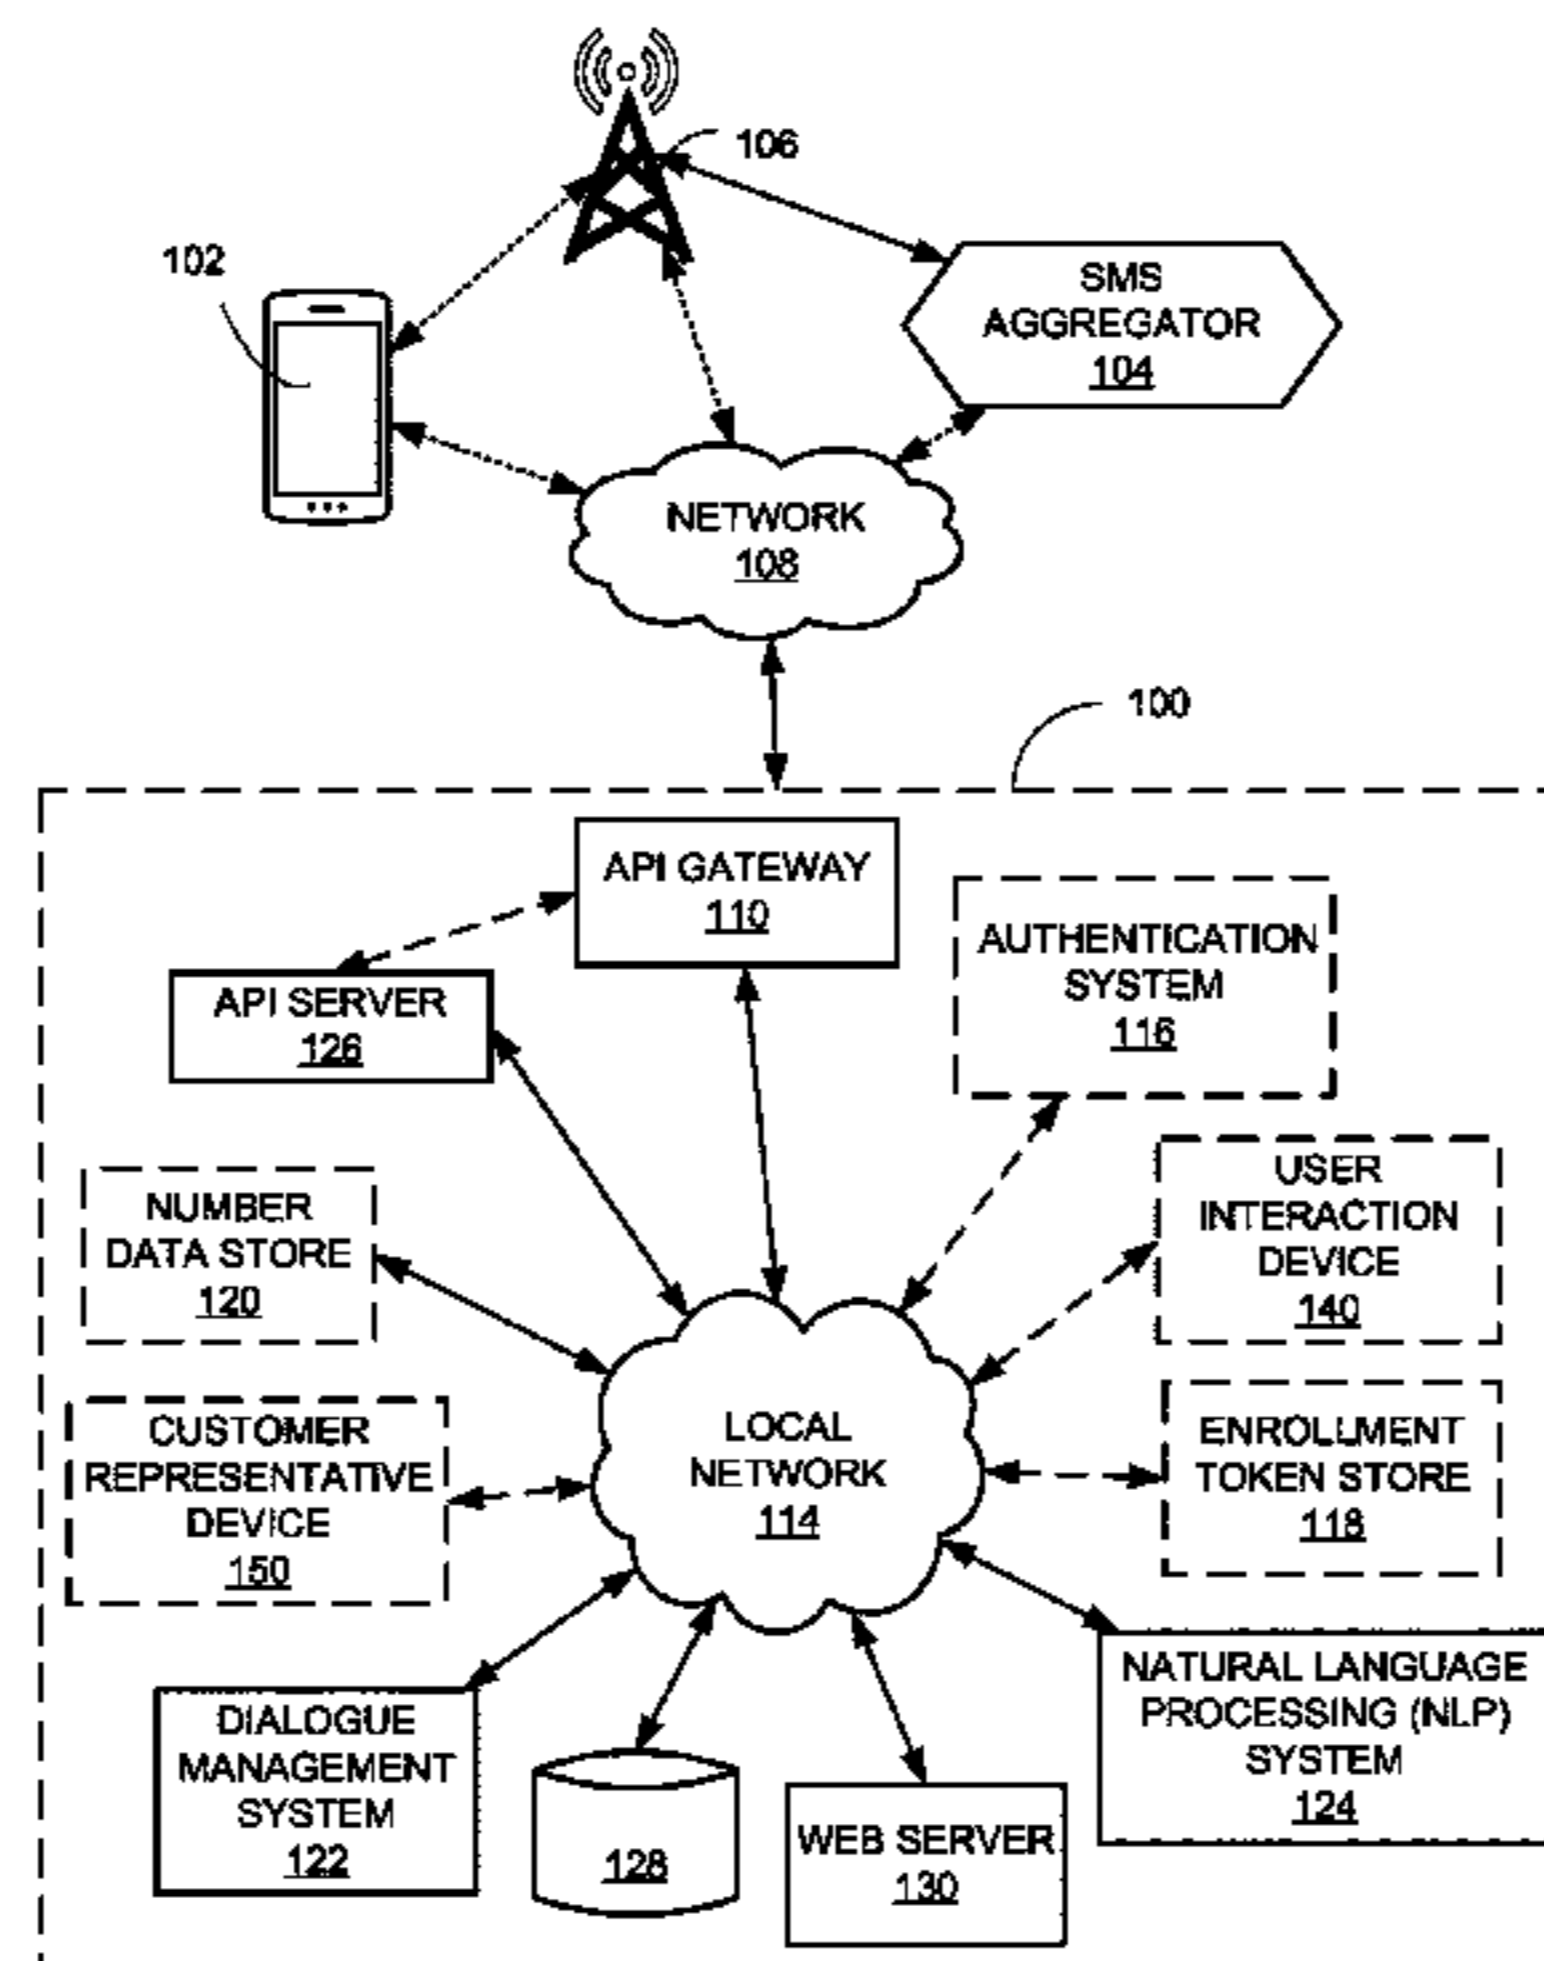 106
102
SMS
AGGREGATOR
104
NETWORK
108
100
API GATEWAY
110
AUTHENTICATION
SYSTEM
116
API SERVER
126
USER
INTERACTION
DEVICE
140
NUMBER
DATA STORE
120
LOCAL
NETWORK
114
ENROLLMENT
TOKEN STORE
118
CUSTOMER
REPRESENTATIVE
DEVICE
150
NATURAL LANGUAGE
PROCESSING (NLP)
SYSTEM
124
DIALOGUE
MANAGEMENT
SYSTEM
122
128
WEB SERVER
130